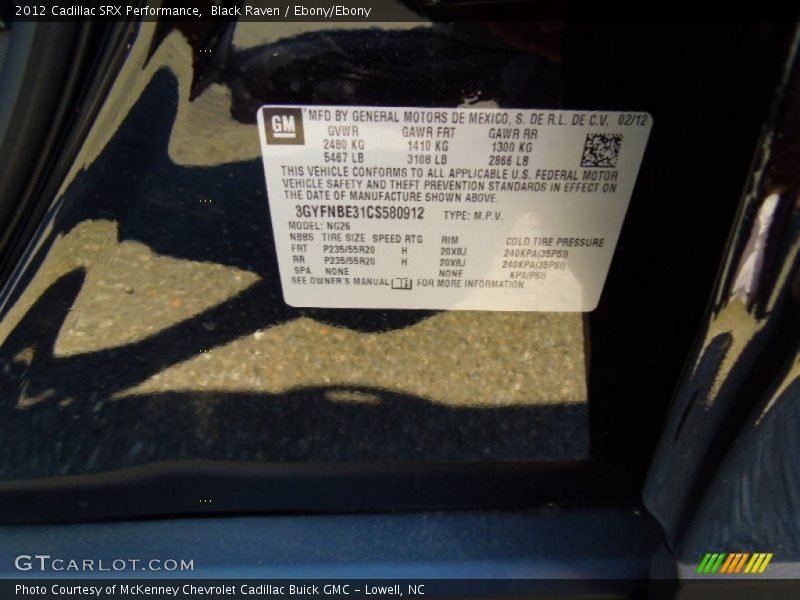 2012 Cadillac SRX Performance, Black Raven / Ebony/Ebony
GM MFD BY GENERAL MOTORS DE MEXICO, S. DE R.L. DE C.V. 02/12
GVWR GAWR FRT GAWR RR
2480 KG 1410 KG 1300 KG
5467 LB 3108 LB 2866 LB
THIS VEHICLE CONFORMS TO ALL APPLICABLE U.S. FEDERAL MOTOR
VEHICLE SAFETY AND THEFT PREVENTION STANDARDS IN EFFECT ON
THE DATE OF MANUFACTURE SHOWN ABOVE.
3GYFNBE31CS580912 TYPE: M.P.V.
MODEL: NG26
NBBS TIRE SIZE SPEED RTG RIM COLD TIRE PRESSURE
FRT P235/55R20 H 20X8J 240KPA(35PSI)
RR P235/55R20 H 20X8J 240KPA(35PSI)
SPA NONE NONE KPA(PSI)
SEE OWNER'S MANUAL FOR MORE INFORMATION.
GTCARLOT.COM
Photo Courtesy of McKenney Chevrolet Cadillac Buick GMC - Lowell, NC